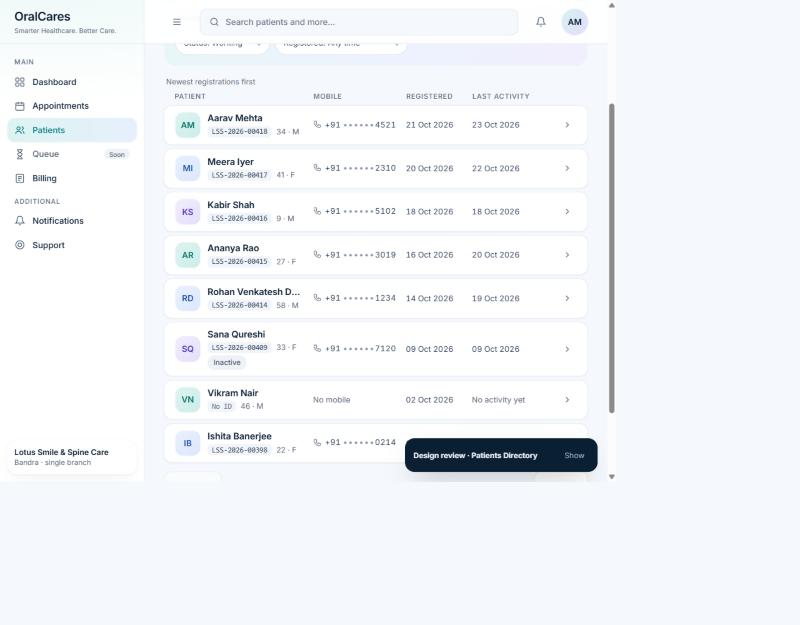 OralCares
Smarter Healthcare. Better Care.
Search patients and more...
AM
MAIN
Dashboard
Appointments
Patients
Queue Soon
Billing
ADDITIONAL
Notifications
Support
Lotus Smile & Spine Care
Bandra · single branch
Status: Working
Registered: Any time
Newest registrations first
PATIENT MOBILE REGISTERED LAST ACTIVITY
AM Aarav Mehta
LSS-2026-00418 34 · M
+91 ••••••4521 21 Oct 2026 23 Oct 2026
MI Meera Iyer
LSS-2026-00417 41 · F
+91 ••••••2310 20 Oct 2026 22 Oct 2026
KS Kabir Shah
LSS-2026-00416 9 · M
+91 ••••••5102 18 Oct 2026 18 Oct 2026
AR Ananya Rao
LSS-2026-00415 27 · F
+91 ••••••3019 16 Oct 2026 20 Oct 2026
RD Rohan Venkatesh D...
LSS-2026-00414 58 · M
+91 ••••••1234 14 Oct 2026 19 Oct 2026
SQ Sana Qureshi
LSS-2026-00409 33 · F
Inactive
+91 ••••••7120 09 Oct 2026 09 Oct 2026
VN Vikram Nair
No ID 46 · M
No mobile 02 Oct 2026 No activity yet
IB Ishita Banerjee
LSS-2026-00398 22 · F
+91 ••••••0214
Design review · Patients Directory Show